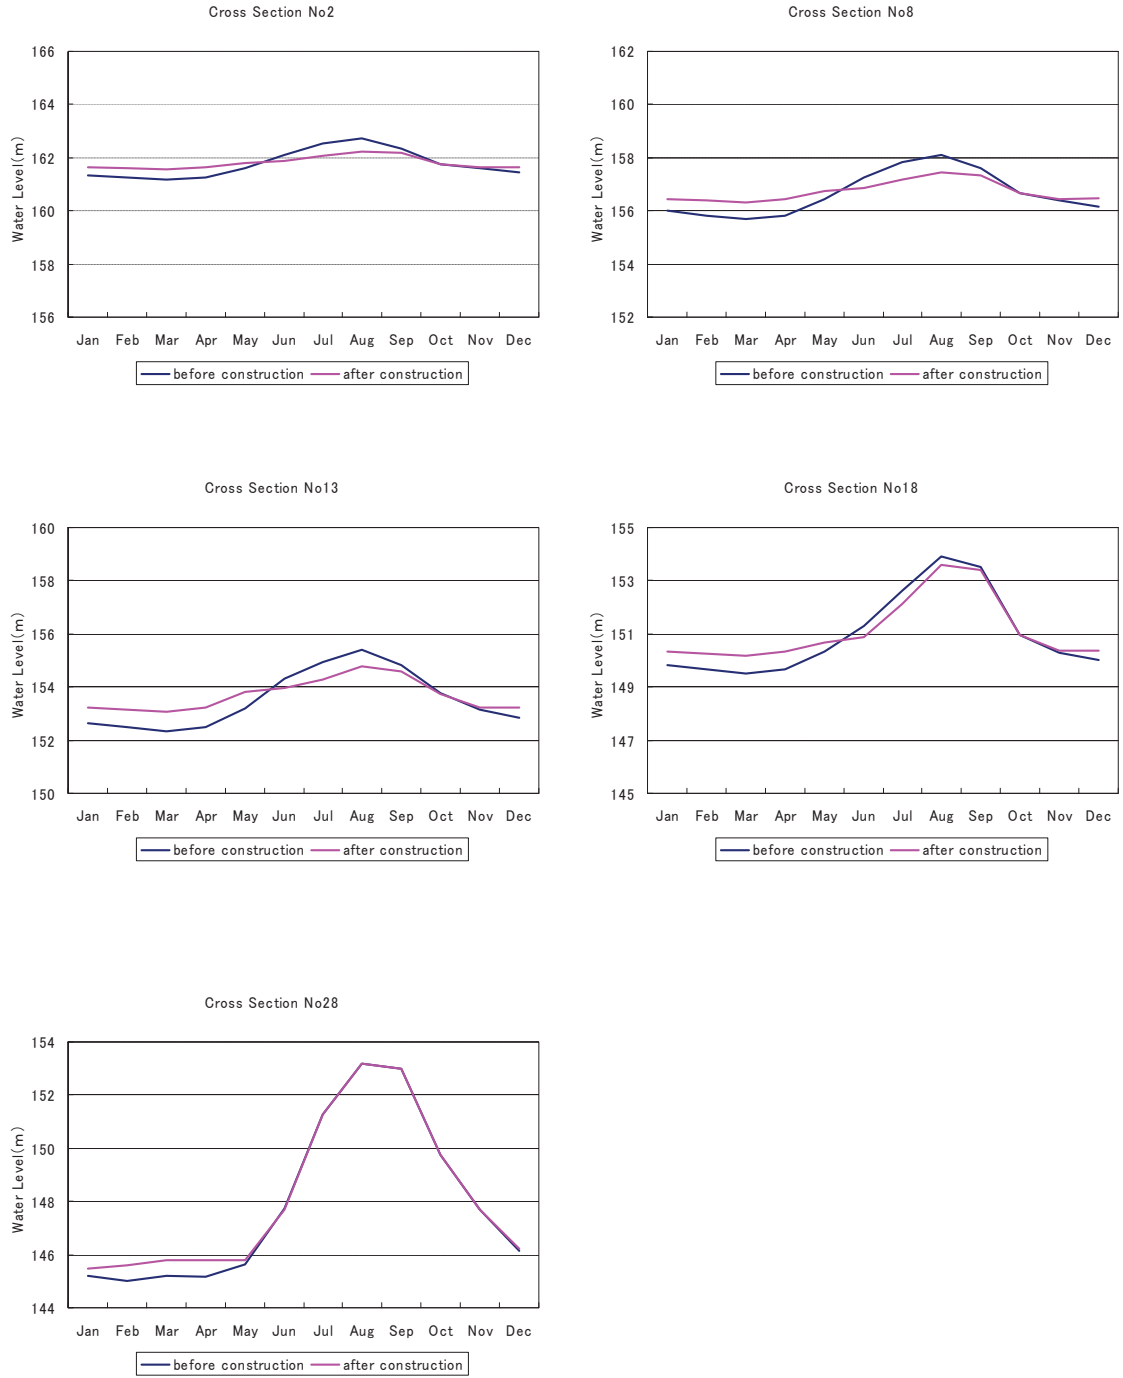 Cross Section No2
166
164
162
160
158
156
Water Level(m)
Jan Feb Mar Apr May Jun Jul Aug Sep Oct Nov Dec
before construction after construction
Cross Section No8
162
160
158
156
154
152
Water Level(m)
Jan Feb Mar Apr May Jun Jul Aug Sep Oct Nov Dec
before construction after construction
Cross Section No13
160
158
156
154
152
150
Water Level(m)
Jan Feb Mar Apr May Jun Jul Aug Sep Oct Nov Dec
before construction after construction
Cross Section No18
155
153
151
149
147
145
Water Level(m)
Jan Feb Mar Apr May Jun Jul Aug Sep Oct Nov Dec
before construction after construction
Cross Section No28
154
152
150
148
146
144
Water Level(m)
Jan Feb Mar Apr May Jun Jul Aug Sep Oct Nov Dec
before construction after construction